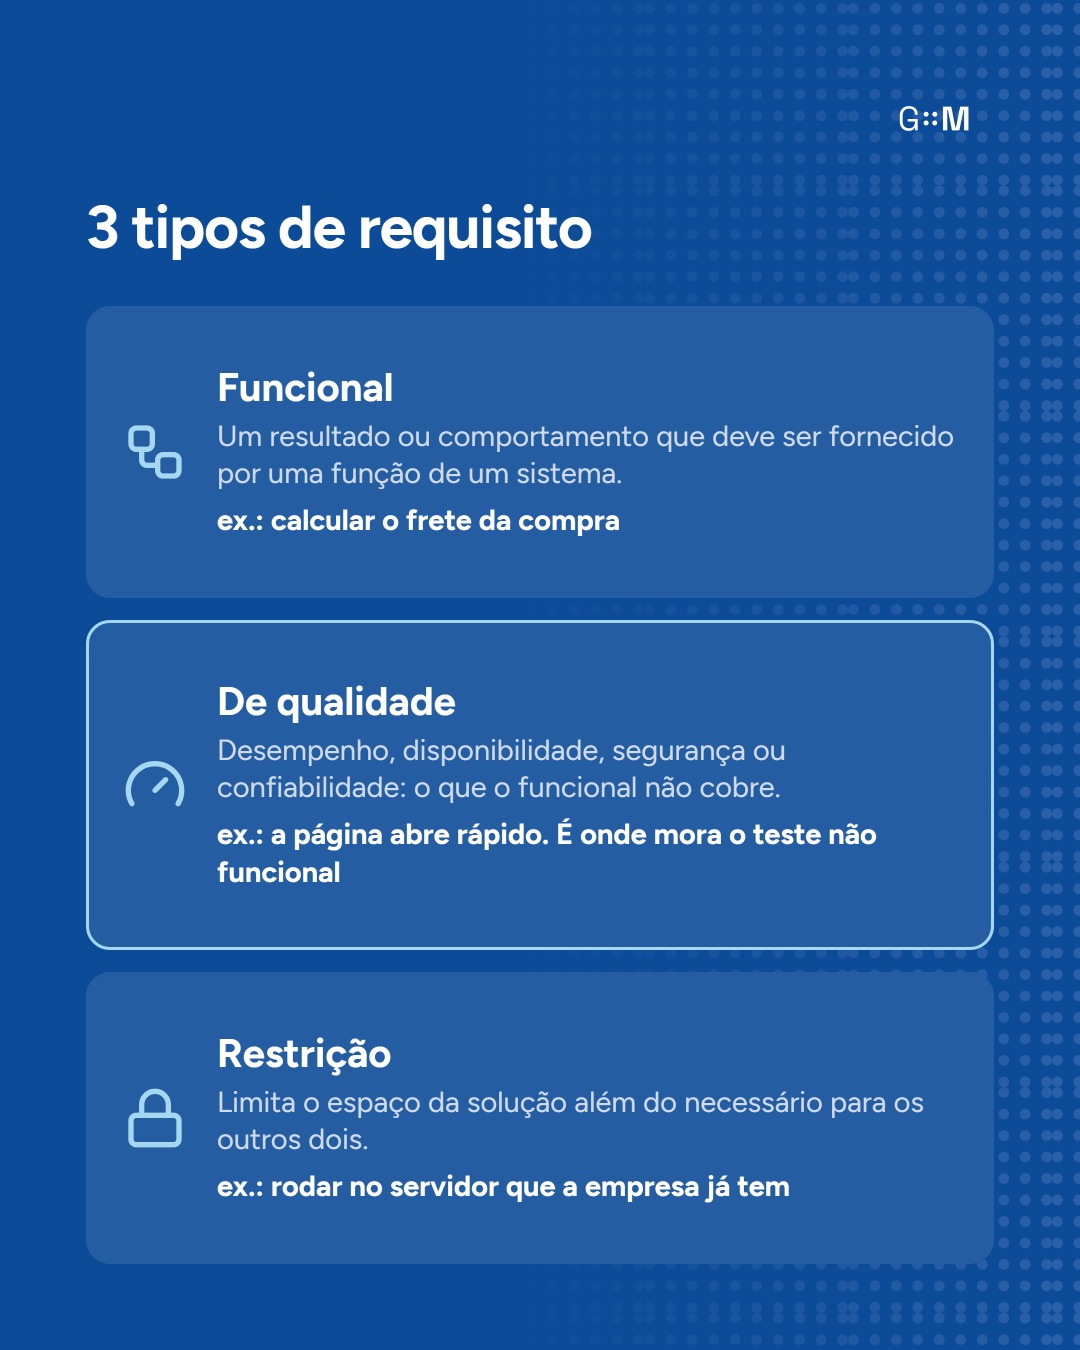 G::M
3 tipos de requisito
Funcional
Um resultado ou comportamento que deve ser fornecido
por uma função de um sistema.
ex.: calcular o frete da compra
De qualidade
Desempenho, disponibilidade, segurança ou
confiabilidade: o que o funcional não cobre.
ex.: a página abre rápido. É onde mora o teste não
funcional
Restrição
Limita o espaço da solução além do necessário para os
outros dois.
ex.: rodar no servidor que a empresa já tem